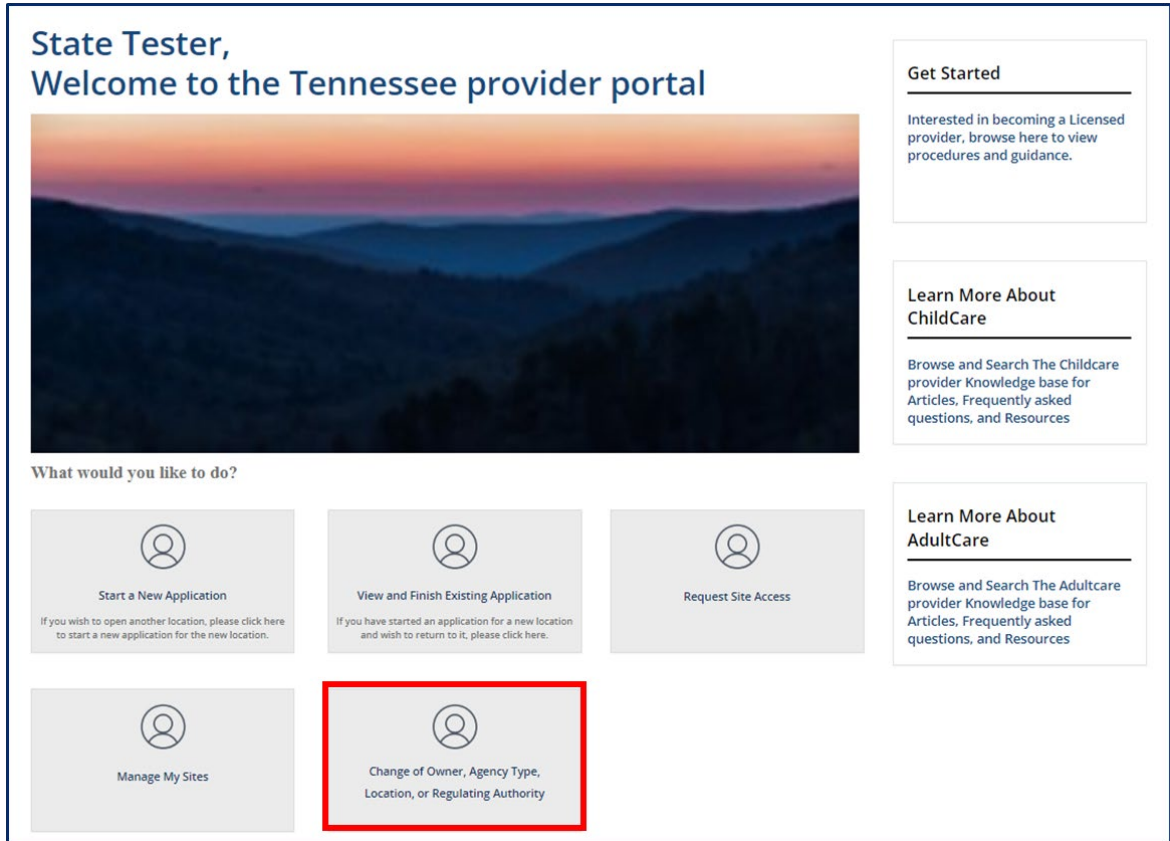 State Tester,
Welcome to the Tennessee provider portal
What would you like to do?
Start a New Application
If you wish to open another location, please click here
to start a new application for the new location.
View and Finish Existing Application
If you have started an application for a new location
and wish to return to it, please click here.
Request Site Access
Manage My Sites
Change of Owner, Agency Type,
Location, or Regulating Authority
Get Started
Interested in becoming a Licensed
provider, browse here to view
procedures and guidance.
Learn More About
ChildCare
Browse and Search The Childcare
provider Knowledge base for
Articles, Frequently asked
questions, and Resources
Learn More About
AdultCare
Browse and Search The Adultcare
provider Knowledge base for
Articles, Frequently asked
questions, and Resources